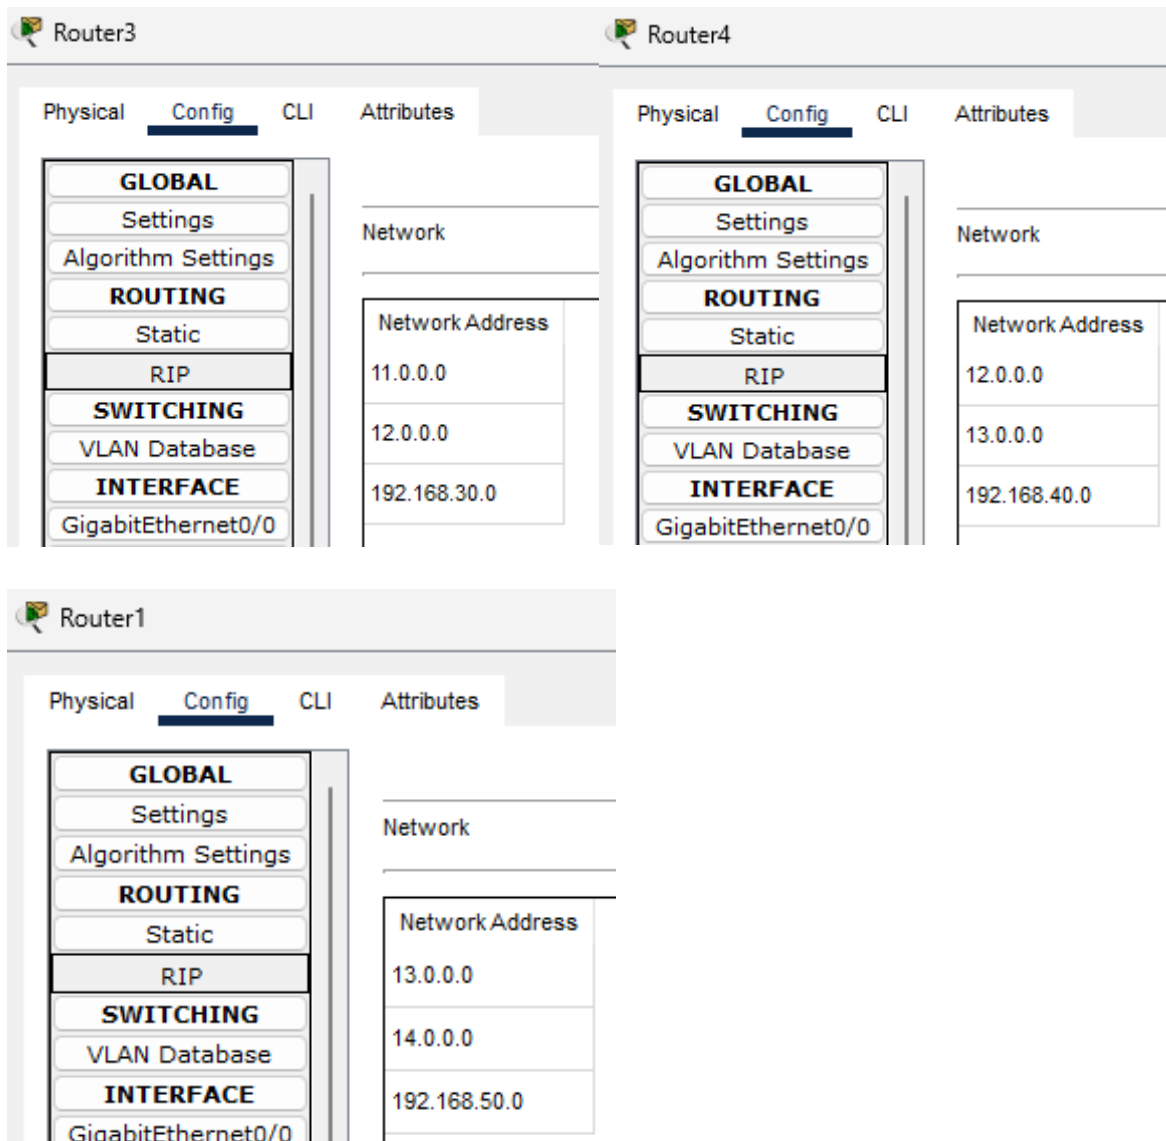 Router3
Physical Config CLI Attributes
GLOBAL
Settings
Algorithm Settings
ROUTING
Static
RIP
SWITCHING
VLAN Database
INTERFACE
GigabitEthernet0/0
Network
Network Address
11.0.0.0
12.0.0.0
192.168.30.0
Router4
Physical Config CLI Attributes
GLOBAL
Settings
Algorithm Settings
ROUTING
Static
RIP
SWITCHING
VLAN Database
INTERFACE
GigabitEthernet0/0
Network
Network Address
12.0.0.0
13.0.0.0
192.168.40.0
Router1
Physical Config CLI Attributes
GLOBAL
Settings
Algorithm Settings
ROUTING
Static
RIP
SWITCHING
VLAN Database
INTERFACE
GigabitEthernet0/0
Network
Network Address
13.0.0.0
14.0.0.0
192.168.50.0